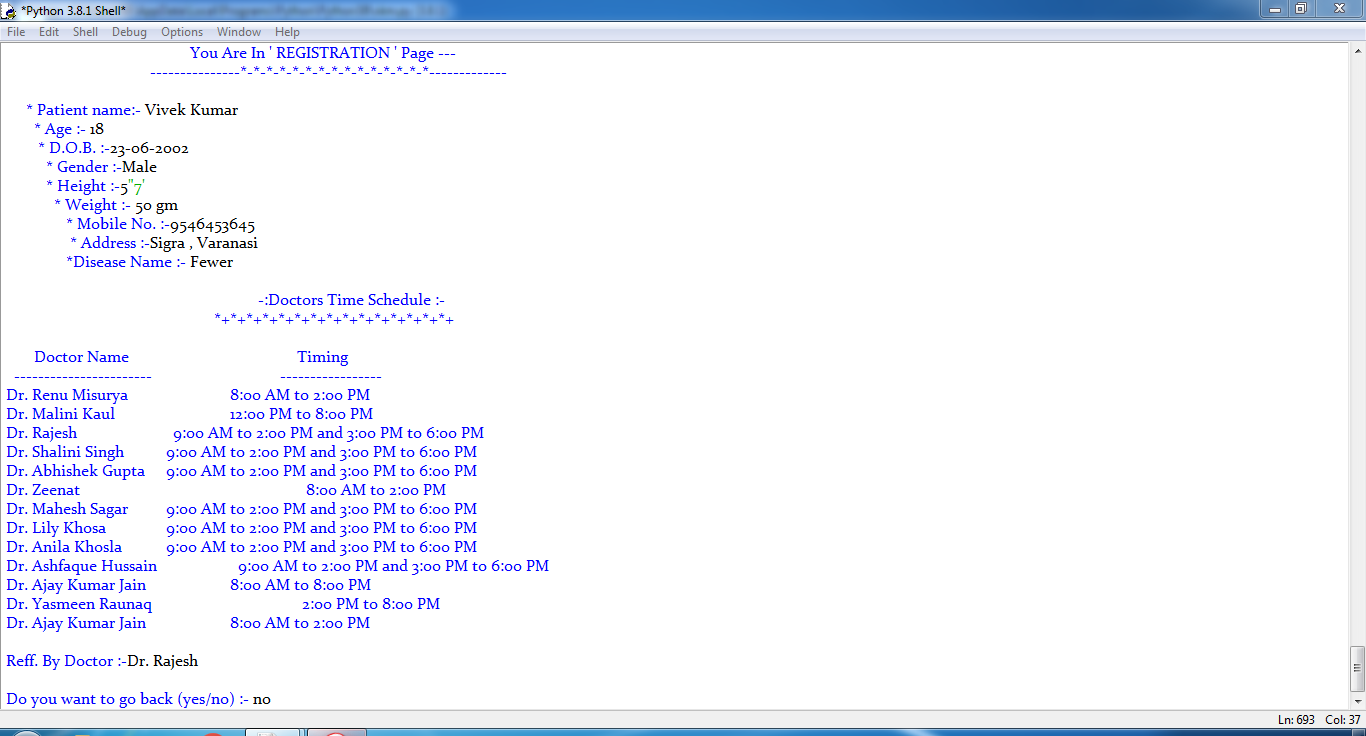 *Python 3.8.1 Shell*
File Edit Shell Debug Options Window Help
You Are In ' REGISTRATION ' Page ---
---------------*-*-*-*-*-*-*-*-*-*-*-*-*-*-*-------------
* Patient name:- Vivek Kumar
* Age :- 18
* D.O.B. :-23-06-2002
* Gender :-Male
* Height :-5"7'
* Weight :- 50 gm
* Mobile No. :-9546453645
* Address :-Sigra , Varanasi
*Disease Name :- Fewer
-:Doctors Time Schedule :-
*+*+*+*+*+*+*+*+*+*+*+*+*+*+*+
Doctor Name Timing
----------------------- -----------------
Dr. Renu Misurya 8:00 AM to 2:00 PM
Dr. Malini Kaul 12:00 PM to 8:00 PM
Dr. Rajesh 9:00 AM to 2:00 PM and 3:00 PM to 6:00 PM
Dr. Shalini Singh 9:00 AM to 2:00 PM and 3:00 PM to 6:00 PM
Dr. Abhishek Gupta 9:00 AM to 2:00 PM and 3:00 PM to 6:00 PM
Dr. Zeenat 8:00 AM to 2:00 PM
Dr. Mahesh Sagar 9:00 AM to 2:00 PM and 3:00 PM to 6:00 PM
Dr. Lily Khosa 9:00 AM to 2:00 PM and 3:00 PM to 6:00 PM
Dr. Anila Khosla 9:00 AM to 2:00 PM and 3:00 PM to 6:00 PM
Dr. Ashfaque Hussain 9:00 AM to 2:00 PM and 3:00 PM to 6:00 PM
Dr. Ajay Kumar Jain 8:00 AM to 8:00 PM
Dr. Yasmeen Raunaq 2:00 PM to 8:00 PM
Dr. Ajay Kumar Jain 8:00 AM to 2:00 PM
Reff. By Doctor :-Dr. Rajesh
Do you want to go back (yes/no) :- no
Ln: 693 Col: 37